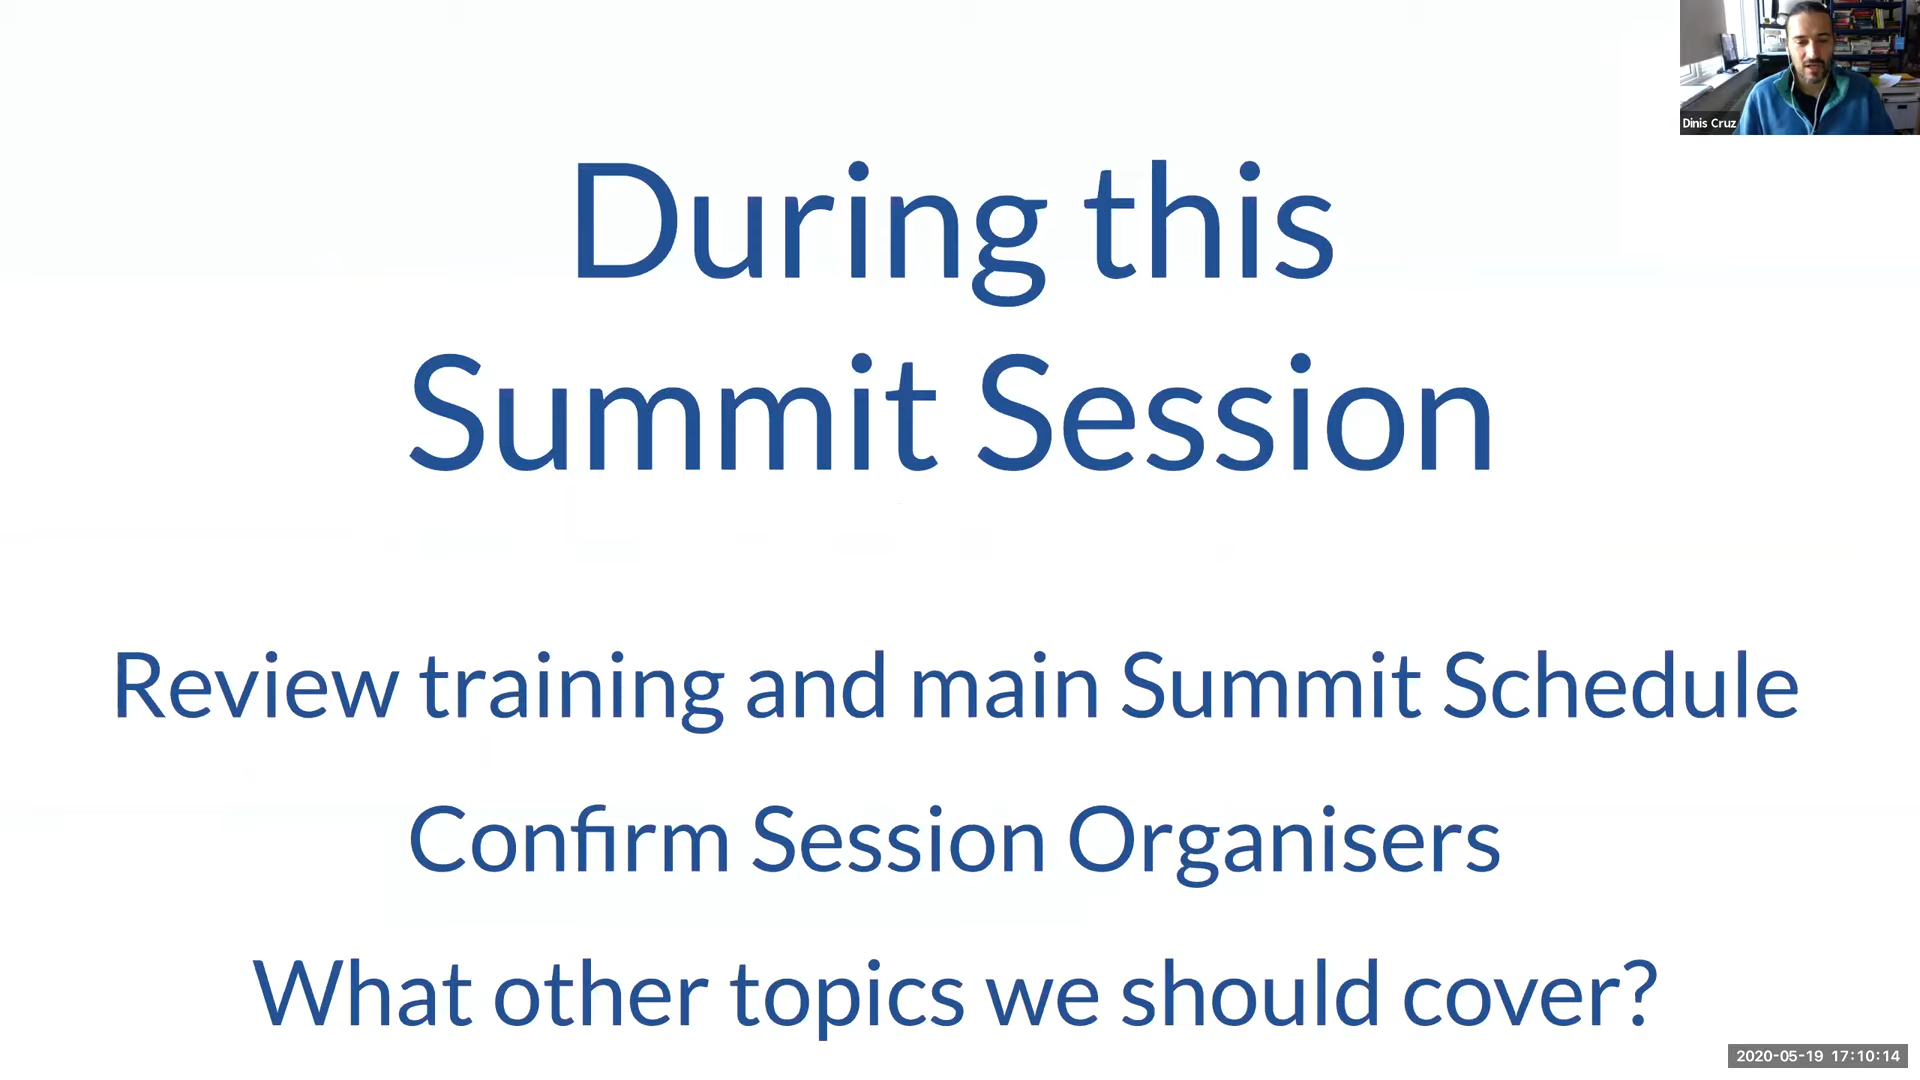 Dinis Cruz
During this
Summit Session
Review training and main Summit Schedule
Confirm Session Organisers
What other topics we should cover?
2020-05-19 17:10:14